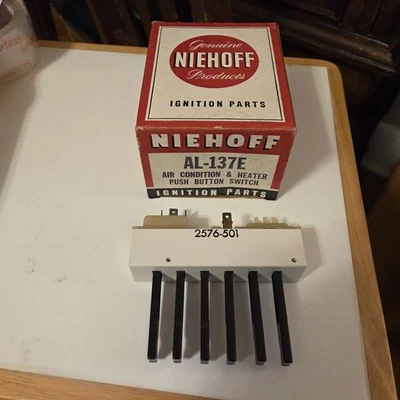 Genuine
NIEHOFF
Products
IGNITION PARTS
NIEHOFF
AL-137E
AIR CONDITION & HEATER
PUSH BUTTON SWITCH
IGNITION PARTS
2576-501